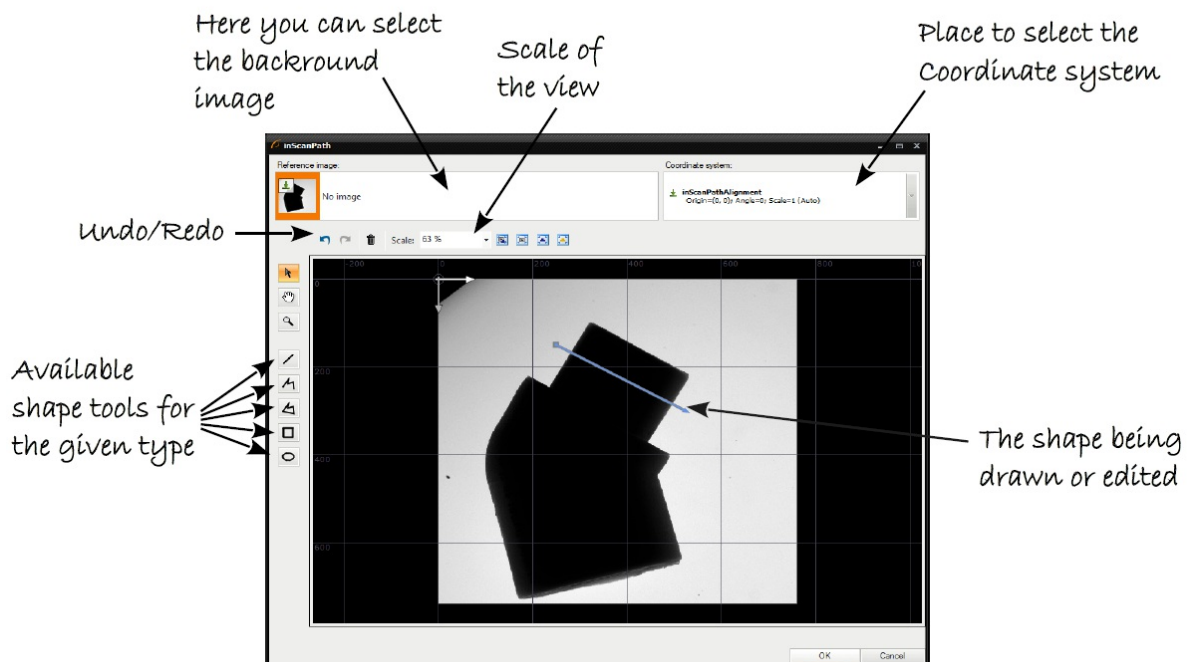 Here you can select
the backround
image
Scale of
the view
Place to select the
Coordinate system
inScanPath
Reference image:
Coordinate system:
No image
inScanPathAlignment
Origin=(0, 0); Angle=0; Scale=1 (Auto)
Undo/Redo
Scale: 63 %
-200 0 200 400 600 800 10
0
200
400
600
Available
shape tools for
the given type
The shape being
drawn or edited
OK Cancel